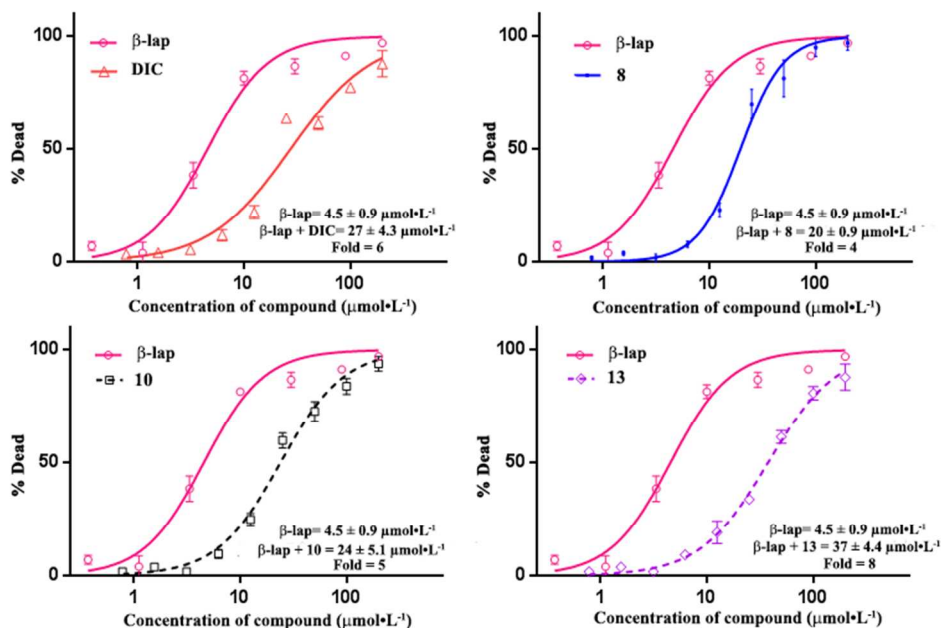 100
50
0
% Dead
β-lap
DIC
β-lap= 4.5 ± 0.9 µmol•L⁻¹
β-lap + DIC= 27 ± 4.3 µmol•L⁻¹
Fold = 6
1
10
100
Concentration of compound (µmol•L⁻¹)
100
50
0
% Dead
β-lap
8
β-lap= 4.5 ± 0.9 µmol•L⁻¹
β-lap + 8= 20 ± 0.9 µmol•L⁻¹
Fold = 4
1
10
100
Concentration of compound (µmol•L⁻¹)
100
50
0
% Dead
β-lap
10
β-lap= 4.5 ± 0.9 µmol•L⁻¹
β-lap + 10 = 24 ± 5.1 µmol•L⁻¹
Fold = 5
1
10
100
Concentration of compound (µmol•L⁻¹)
100
50
0
% Dead
β-lap
13
β-lap= 4.5 ± 0.9 µmol•L⁻¹
β-lap + 13 = 37 ± 4.4 µmol•L⁻¹
Fold = 8
1
10
100
Concentration of compound (µmol•L⁻¹)